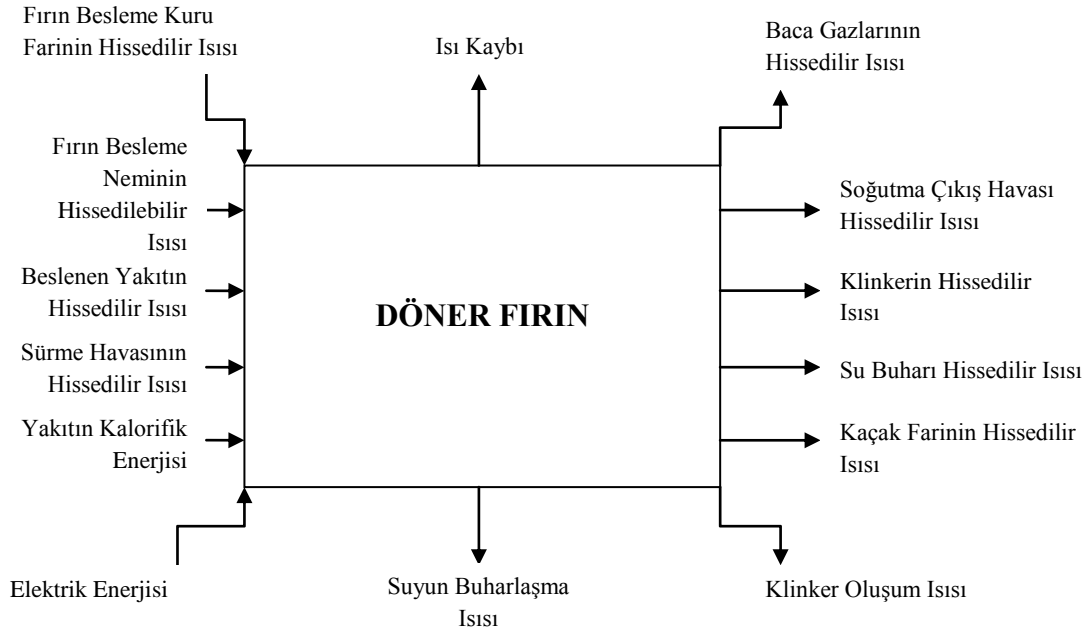 Fırın Besleme Kuru
Farinin Hissedilir Isısı
Isı Kaybı
Baca Gazlarının
Hissedilir Isısı
Fırın Besleme
Neminin
Hissedilebilir
Isısı
Beslenen Yakıtın
Hissedilir Isısı
Sürme Havasının
Hissedilir Isısı
Yakıtın Kalorifik
Enerjisi
Elektrik Enerjisi
DÖNER FIRIN
Suyun Buharlaşma
Isısı
Soğutma Çıkış Havası
Hissedilir Isısı
Klinkerin Hissedilir
Isısı
Su Buharı Hissedilir Isısı
Kaçak Farinin Hissedilir
Isısı
Klinker Oluşum Isısı